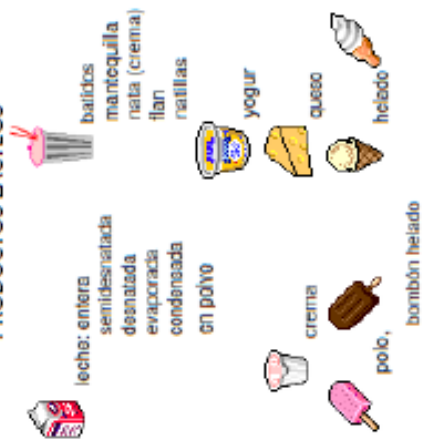 leche: entera
semidesnatada
desnatada
evaporada
condensada
en polvo
crema
polo,
bombón helado
batidos
mantequilla
nata (crema)
flan
natillas
yogur
queso
helado